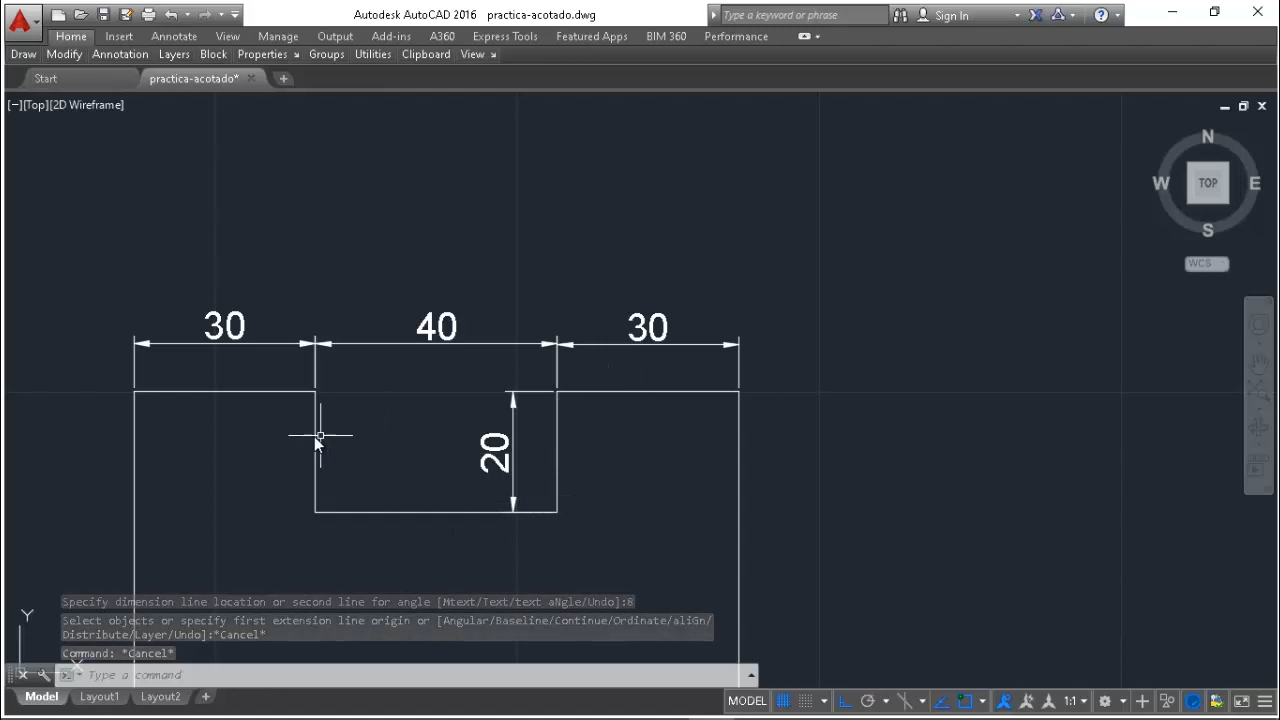 Autodesk AutoCAD 2016 practica-acotado.dwg
Type a keyword or phrase
Sign In
Home Insert Annotate View Manage Output Add-ins A360 Express Tools Featured Apps BIM 360 Performance
Draw Modify Annotation Layers Block Properties Groups Utilities Clipboard View
Start practica-acotado*
[−][Top][2D Wireframe]
N
W TOP E
S
WCS
30 40 30
20
Y
X
Specify dimension line location or second line for angle [Mtext/Text/text aNgle/Undo]:8
Select objects or specify first extension line origin or [Angular/Baseline/Continue/Ordinate/aliGn/
Distribute/Layer/Undo]:*Cancel*
Command: *Cancel*
Type a command
Model Layout1 Layout2
MODEL 1:1